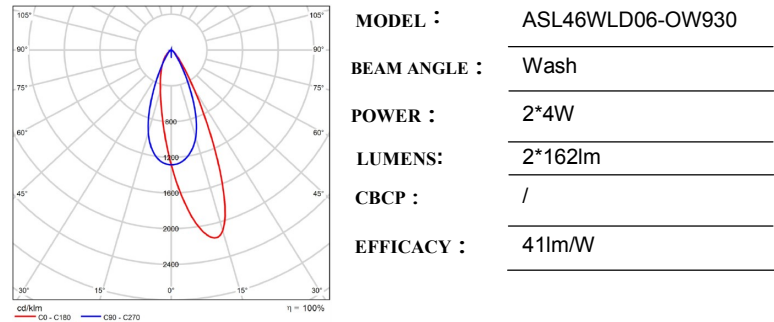 105° 105°
90° 90°
75° 75°
60° 60°
45° 45°
30° 15° 0° 15° 30°
800
1200
1600
2000
2400
cd/klm η = 100%
C0 - C180 C90 - C270
MODEL： ASL46WLD06-OW930
BEAM ANGLE： Wash
POWER： 2*4W
LUMENS: 2*162lm
CBCP： /
EFFICACY： 41lm/W